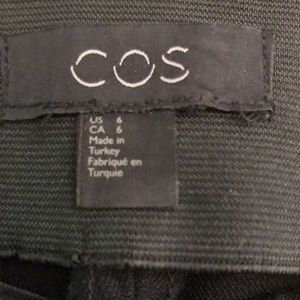 COS
US 6
CA 6
Made in
Turkey
Fabriqué en
Turquie